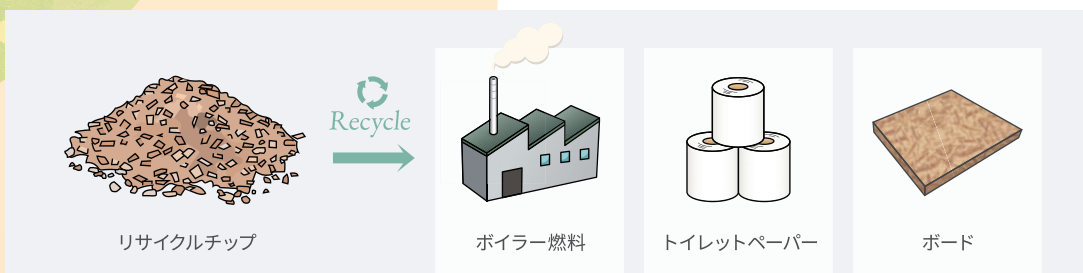 Recycle
リサイクルチップ
ボイラー燃料
トイレットペーパー
ボード